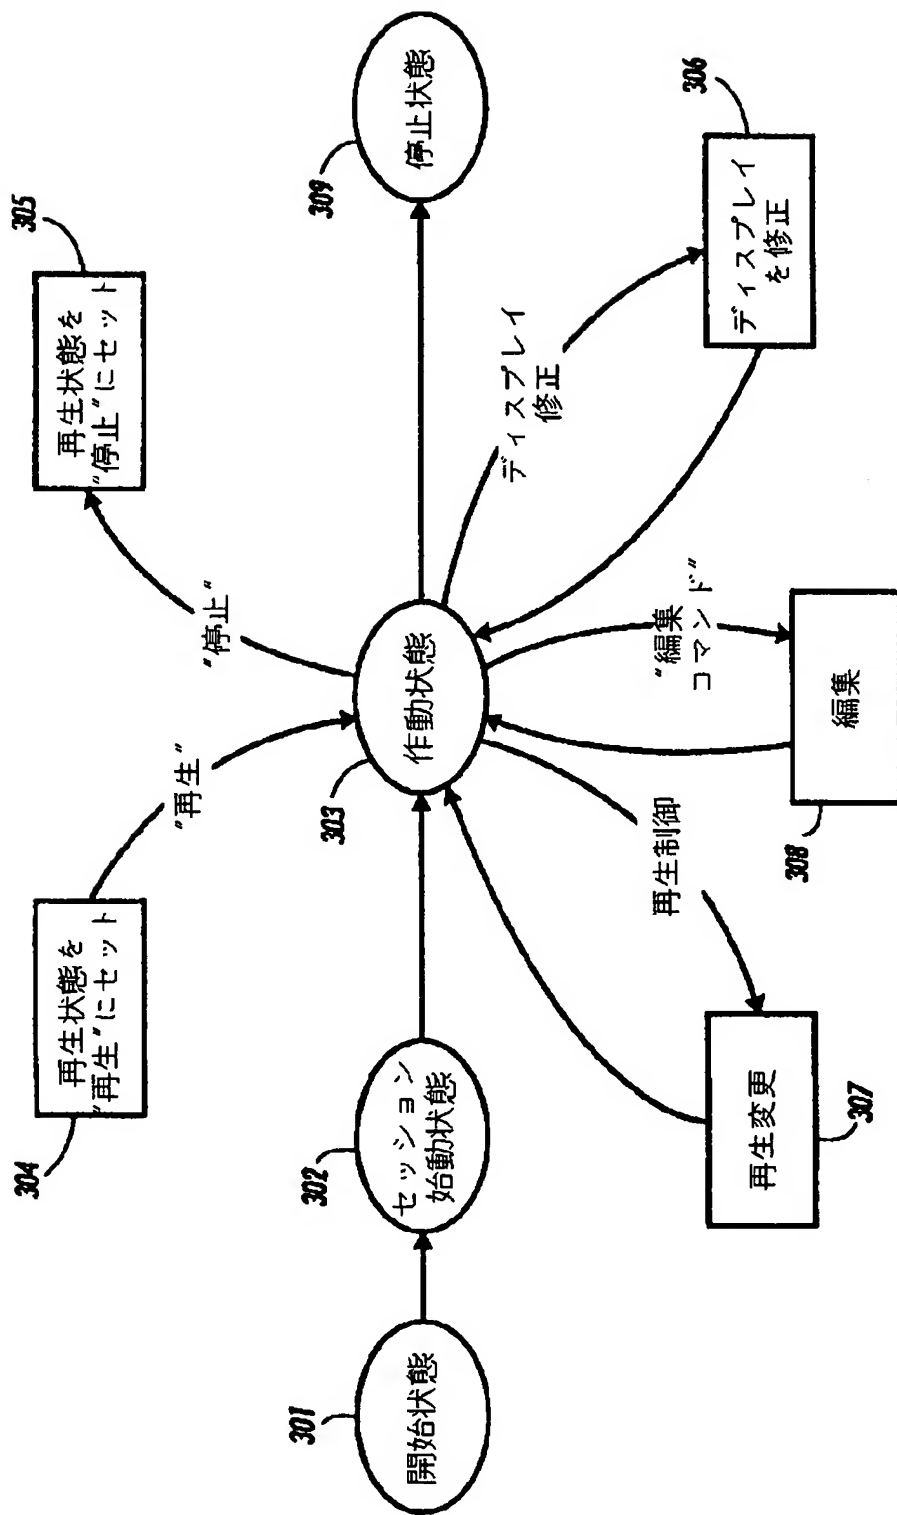 304
再生状態を
“再生”にセット
“再生”
305
再生状態を
“停止”にセット
“停止”
301
開始状態
302
セッション
始動状態
303
作動状態
309
停止状態
307
再生変更
再生制御
308
編集
“編集
コマンド”
ディスプレイ
修正
306
ディスプレイ
を修正